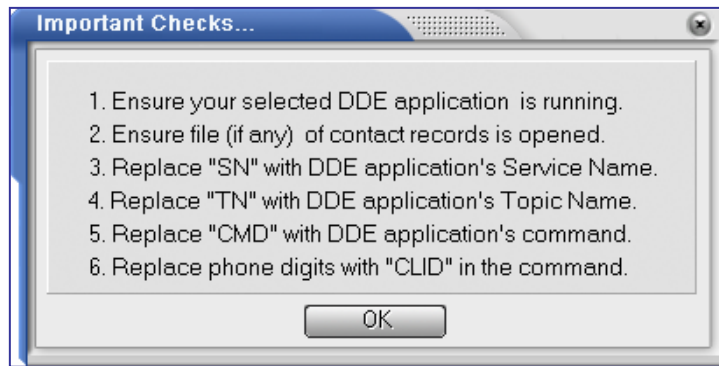 Important Checks...
1. Ensure your selected DDE application is running.
2. Ensure file (if any) of contact records is opened.
3. Replace "SN" with DDE application's Service Name.
4. Replace "TN" with DDE application's Topic Name.
5. Replace "CMD" with DDE application's command.
6. Replace phone digits with "CLID" in the command.
OK